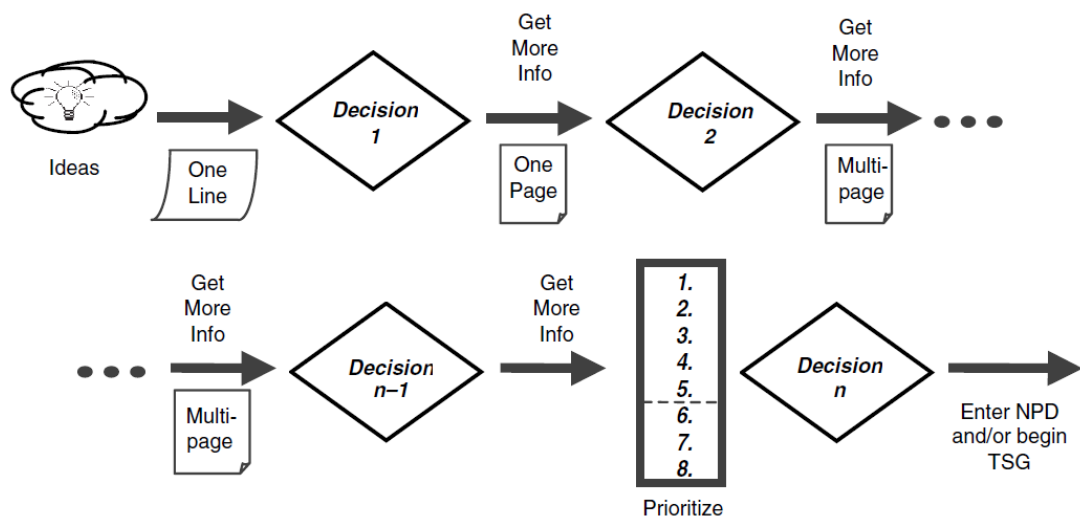 Ideas
One
Line
Decision
1
Get
More
Info
One
Page
Decision
2
Get
More
Info
Multi-
page
Get
More
Info
Multi-
page
Decision
n–1
Get
More
Info
1.
2.
3.
4.
5.
6.
7.
8.
Prioritize
Decision
n
Enter NPD
and/or begin
TSG